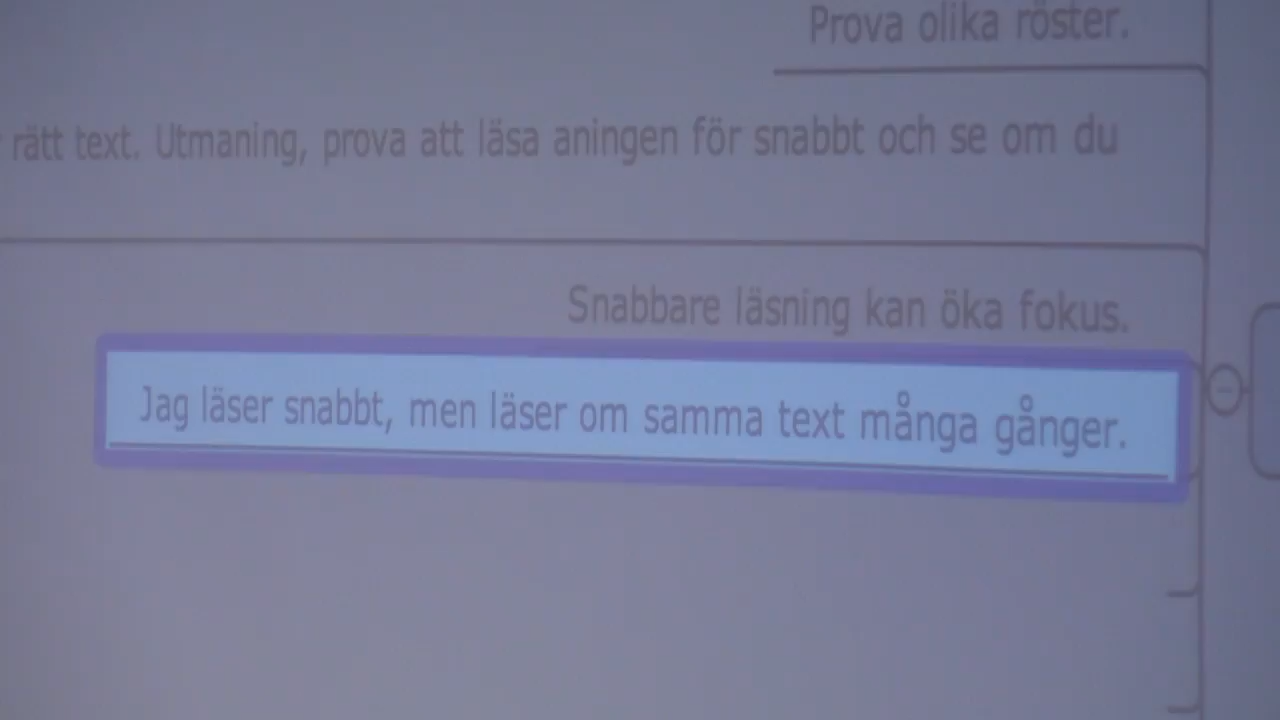 Prova olika röster.
rätt text. Utmaning, prova att läsa aningen för snabbt och se om du
Snabbare läsning kan öka fokus.
Jag läser snabbt, men läser om samma text många gånger.